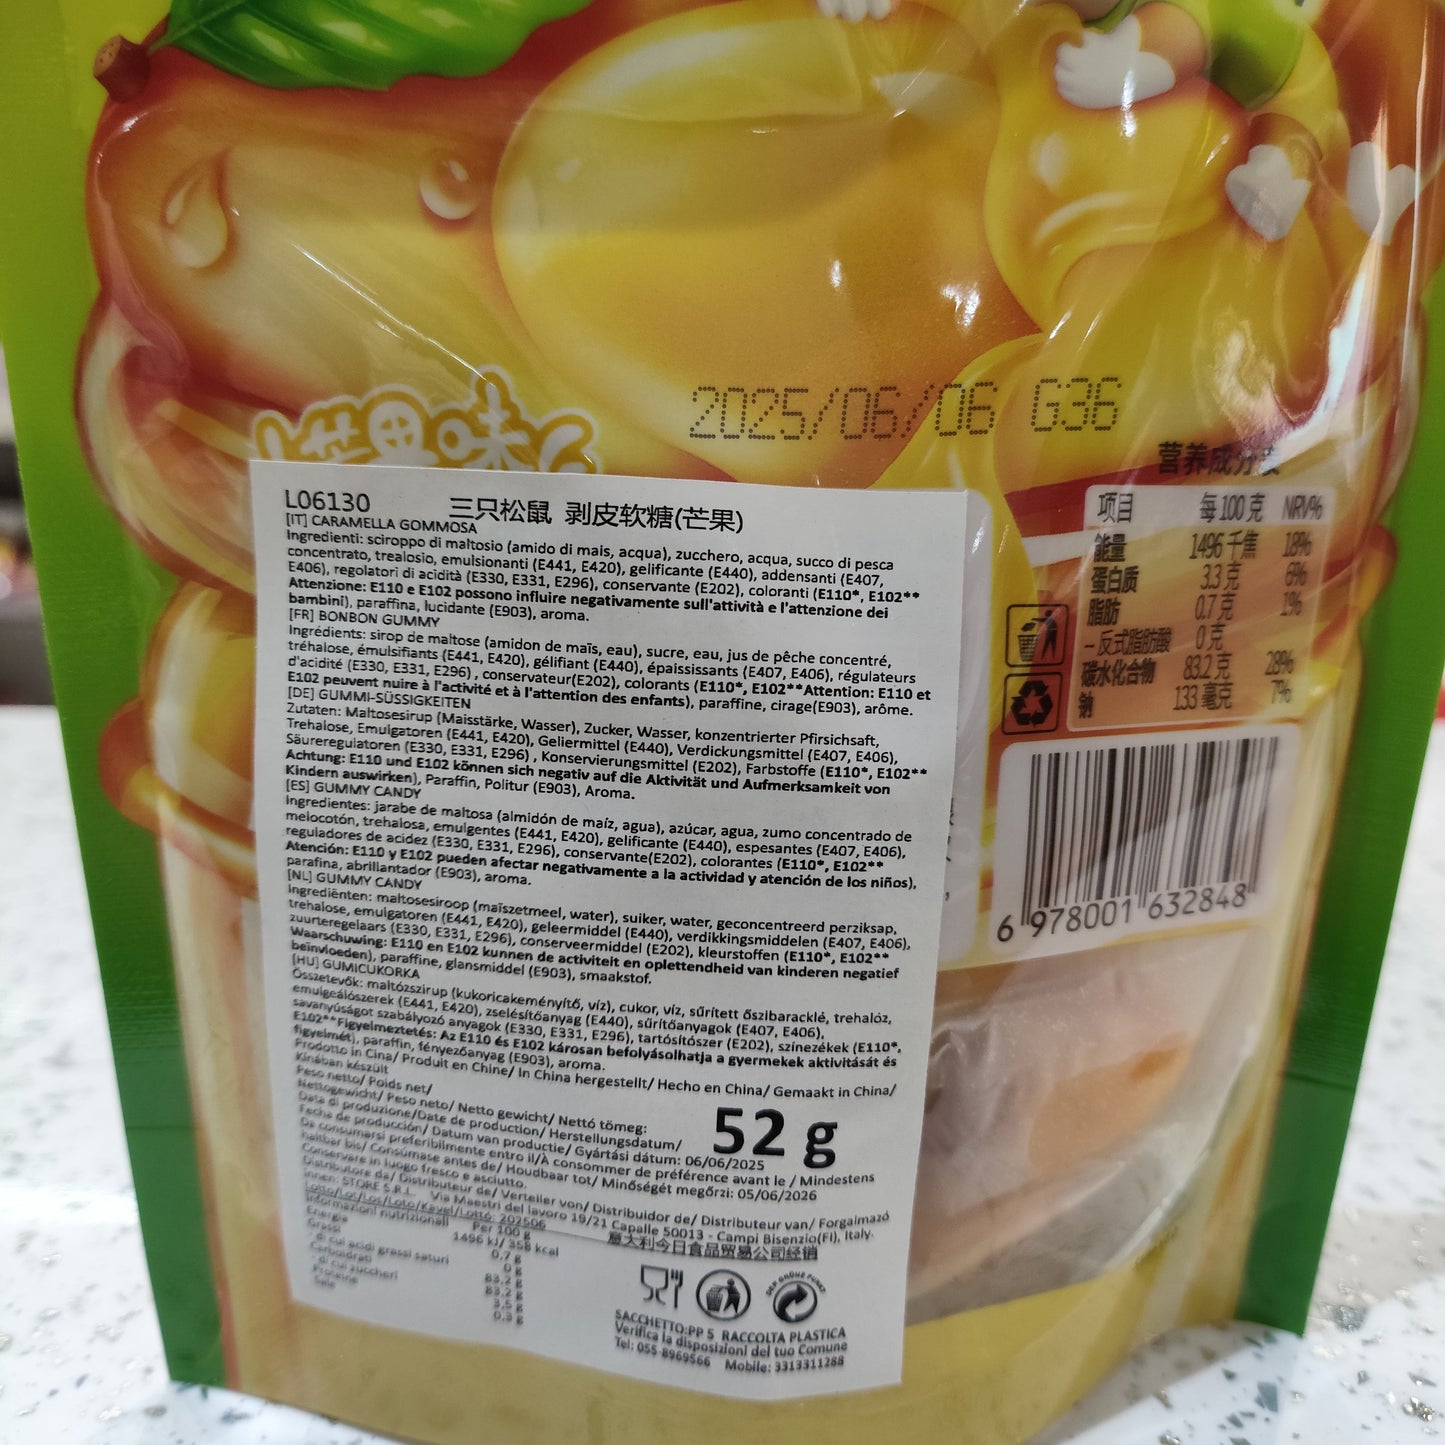 芒果味
2025/06/06 G36
营养成分表
项目 每100克 NRV%
能量 1496千焦 18%
蛋白质 3.3克 6%
脂肪 0.7克 1%
-反式脂肪酸 0克
碳水化合物 83.2克 28%
钠 133毫克 7%
6 978001 632848
L06130 三只松鼠 剥皮软糖(芒果)
[IT] CARAMELLA GOMMOSA
Ingredienti: sciroppo di maltosio (amido di mais, acqua), zucchero, acqua, succo di pesca
concentrato, trealosio, emulsionanti (E441, E420), gelificante (E440), addensanti (E407,
E406), regolatori di acidità (E330, E331, E296), conservante (E202), coloranti (E110*, E102**
Attenzione: E110 e E102 possono influire negativamente sull'attività e l'attenzione dei
bambini), paraffina, lucidante (E903), aroma.
[FR] BONBON GUMMY
Ingrédients: sirop de maltose (amidon de maïs, eau), sucre, eau, jus de pêche concentré,
tréhalose, émulsifiants (E441, E420), gélifiant (E440), épaississants (E407, E406), régulateurs
d'acidité (E330, E331, E296) , conservateur(E202), colorants (E110*, E102**Attention: E110 et
E102 peuvent nuire à l'activité et à l'attention des enfants), paraffine, cirage(E903), arôme.
[DE] GUMMI-SÜSSIGKEITEN
Zutaten: Maltosesirup (Maisstärke, Wasser), Zucker, Wasser, konzentrierter Pfirsichsaft,
Trehalose, Emulgatoren (E441, E420), Geliermittel (E440), Verdickungsmittel (E407, E406),
Säureregulatoren (E330, E331, E296) , Konservierungsmittel (E202), Farbstoffe (E110*, E102**
Achtung: E110 und E102 können sich negativ auf die Aktivität und Aufmerksamkeit von
Kindern auswirken), Paraffin, Politur (E903), Aroma.
[ES] GUMMY CANDY
Ingredientes: jarabe de maltosa (almidón de maíz, agua), azúcar, agua, zumo concentrado de
melocotón, trehalosa, emulgentes (E441, E420), gelificante (E440), espesantes (E407, E406),
reguladores de acidez (E330, E331, E296), conservante(E202), colorantes (E110*, E102**
Atención: E110 y E102 pueden afectar negativamente a la actividad y atención de los niños),
parafina, abrillantador (E903), aroma.
[NL] GUMMY CANDY
Ingrediënten: maltosesiroop (maïszetmeel, water), suiker, water, geconcentreerd perziksap,
trehalose, emulgatoren (E441, E420), geleermiddel (E440), verdikkingsmiddelen (E407, E406),
zuurteregelaars (E330, E331, E296), conserveermiddel (E202), kleurstoffen (E110*, E102**
Waarschuwing: E110 en E102 kunnen de activiteit en oplettendheid van kinderen negatief
beïnvloeden), paraffine, glansmiddel (E903), smaakstof.
[HU] GUMICUKORKA
Összetevők: maltózszirup (kukoricakeményítő, víz), cukor, víz, sűrített őszibaracklé, trehalóz,
emulgeálószerek (E441, E420), zselésítőanyag (E440), sűrítőanyagok (E407, E406),
savanyúságot szabályozó anyagok (E330, E331, E296), tartósítószer (E202), színezékek (E110*,
E102**Figyelmeztetés: Az E110 és E102 károsan befolyásolhatja a gyermekek aktivitását és
figyelmét), paraffin, fényezőanyag (E903), aroma.
Prodotto in Cina/ Produit en Chine/ In China hergestellt/ Hecho en China/ Gemaakt in China/
Kínában készült
Peso netto/ Poids net/
Nettogewicht/ Peso neto/ Netto gewicht/ Nettó tömeg: 52 g
Data di produzione/Date de production/ Herstellungsdatum/
Fecha de producción/ Datum van productie/ Gyártási dátum: 06/06/2025
Da consumarsi preferibilmente entro il/À consommer de préférence avant le / Mindestens
haltbar bis/ Consúmase antes de/ Houdbaar tot/ Minőségét megőrzi: 05/06/2026
Conservare in luogo fresco e asciutto.
Distributore da/ Distributeur de/ Verteiler von/ Distribuidor de/ Distributeur van/ Forgalmazó
innen: STORE S.R.L. Via Maestri del lavoro 19/21 Capalle 50013 - Campi Bisenzio(FI), Italy.
Lotto/Lot/Los/Loto/Kavel/Lottó: 202506
意大利今日食品贸易公司经销
Informazioni nutrizionali Per 100 g
Energia 1496 kJ/ 358 kcal
Grassi 0.7 g
- di cui acidi grassi saturi 0 g
Carboidrati 83.2 g
- di cui zuccheri 83.2 g
Proteine 3.5 g
Sale 0.3 g
SACCHETTO:PP 5 RACCOLTA PLASTICA
Verifica la disposizioni del tuo Comune
Tel: 055 8969566 Mobile: 3313311288